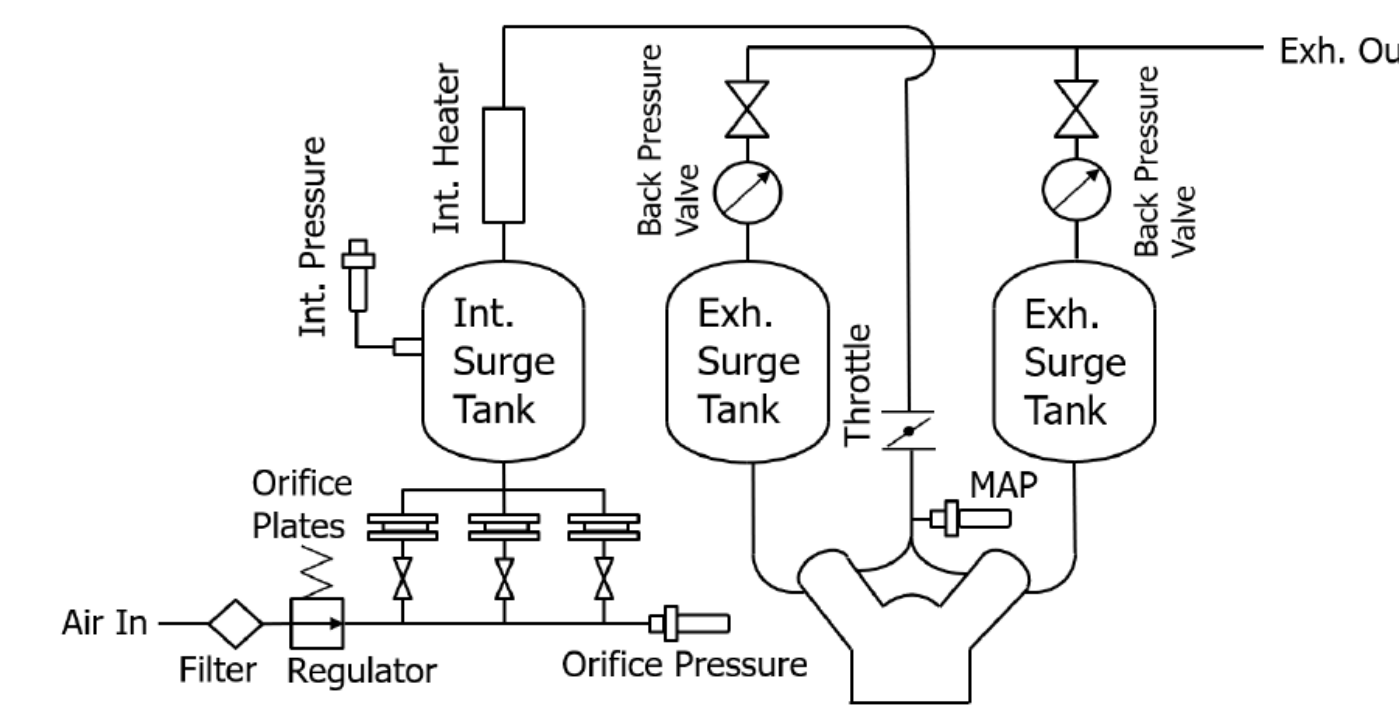 Exh. Ou
Int. Heater
Back Pressure
Valve
Back Pressure
Valve
Int. Pressure
Int.
Surge
Tank
Exh.
Surge
Tank
Throttle
Exh.
Surge
Tank
Orifice
Plates
MAP
Air In
Filter
Regulator
Orifice Pressure